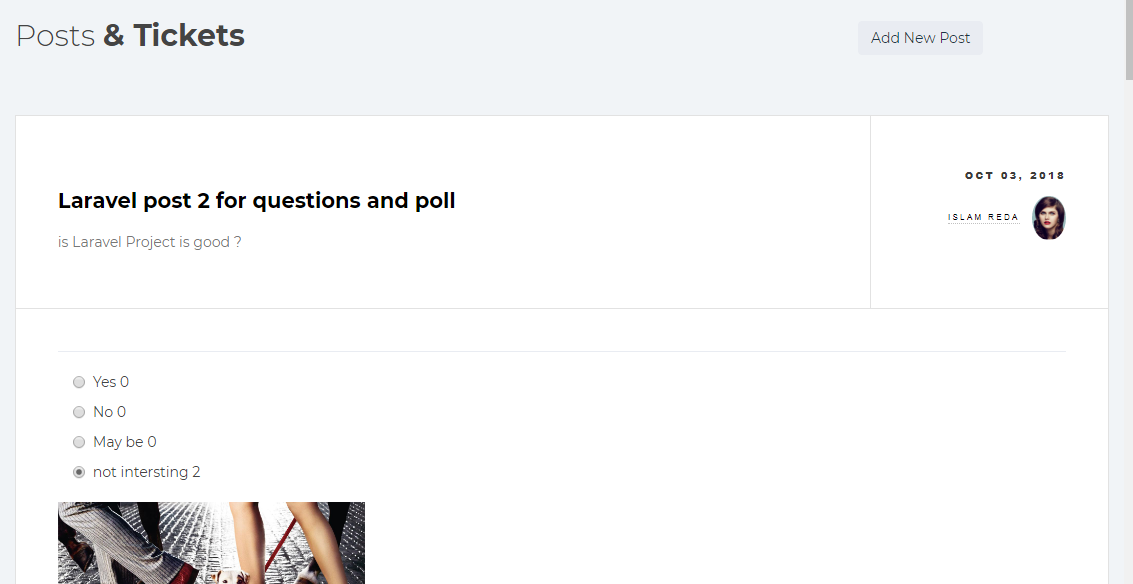 Posts & Tickets
Add New Post
Laravel post 2 for questions and poll
is Laravel Project is good ?
OCT 03, 2018
ISLAM REDA
Yes 0
No 0
May be 0
not intersting 2